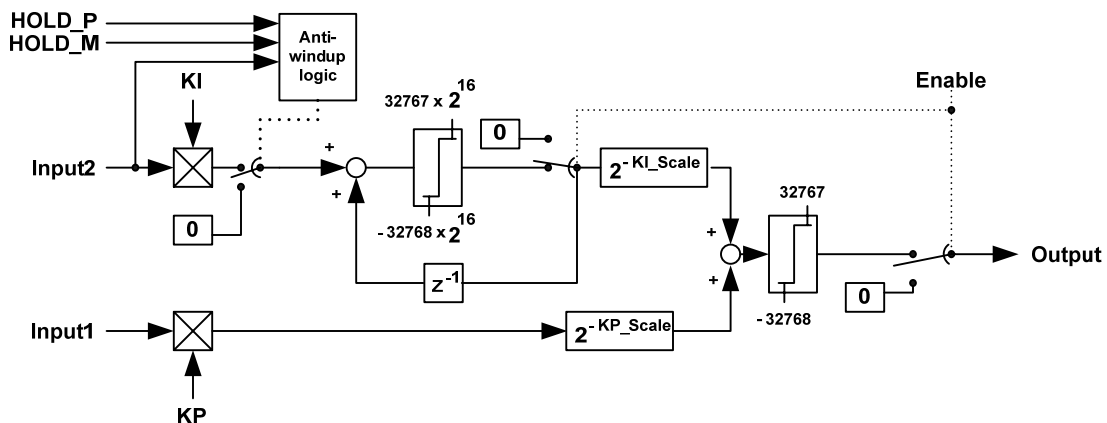 HOLD_P
HOLD_M
Anti-
windup
logic
KI
32767 x 2^16
Enable
0
Input2
+
+
2^-KI_Scale
0
-32768 x 2^16
32767
+
+
Output
Z^-1
0
-32768
Input1
2^-KP_Scale
KP